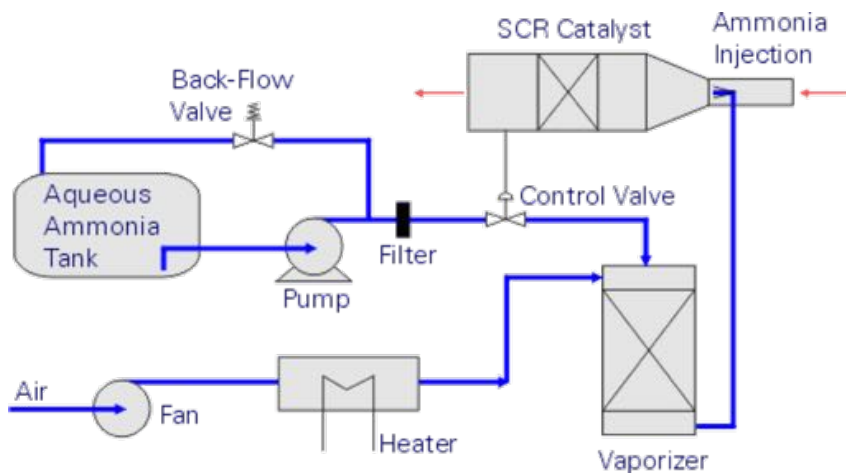 SCR Catalyst
Ammonia
Injection
Back-Flow
Valve
Aqueous
Ammonia
Tank
Control Valve
Filter
Pump
Air
Fan
Heater
Vaporizer